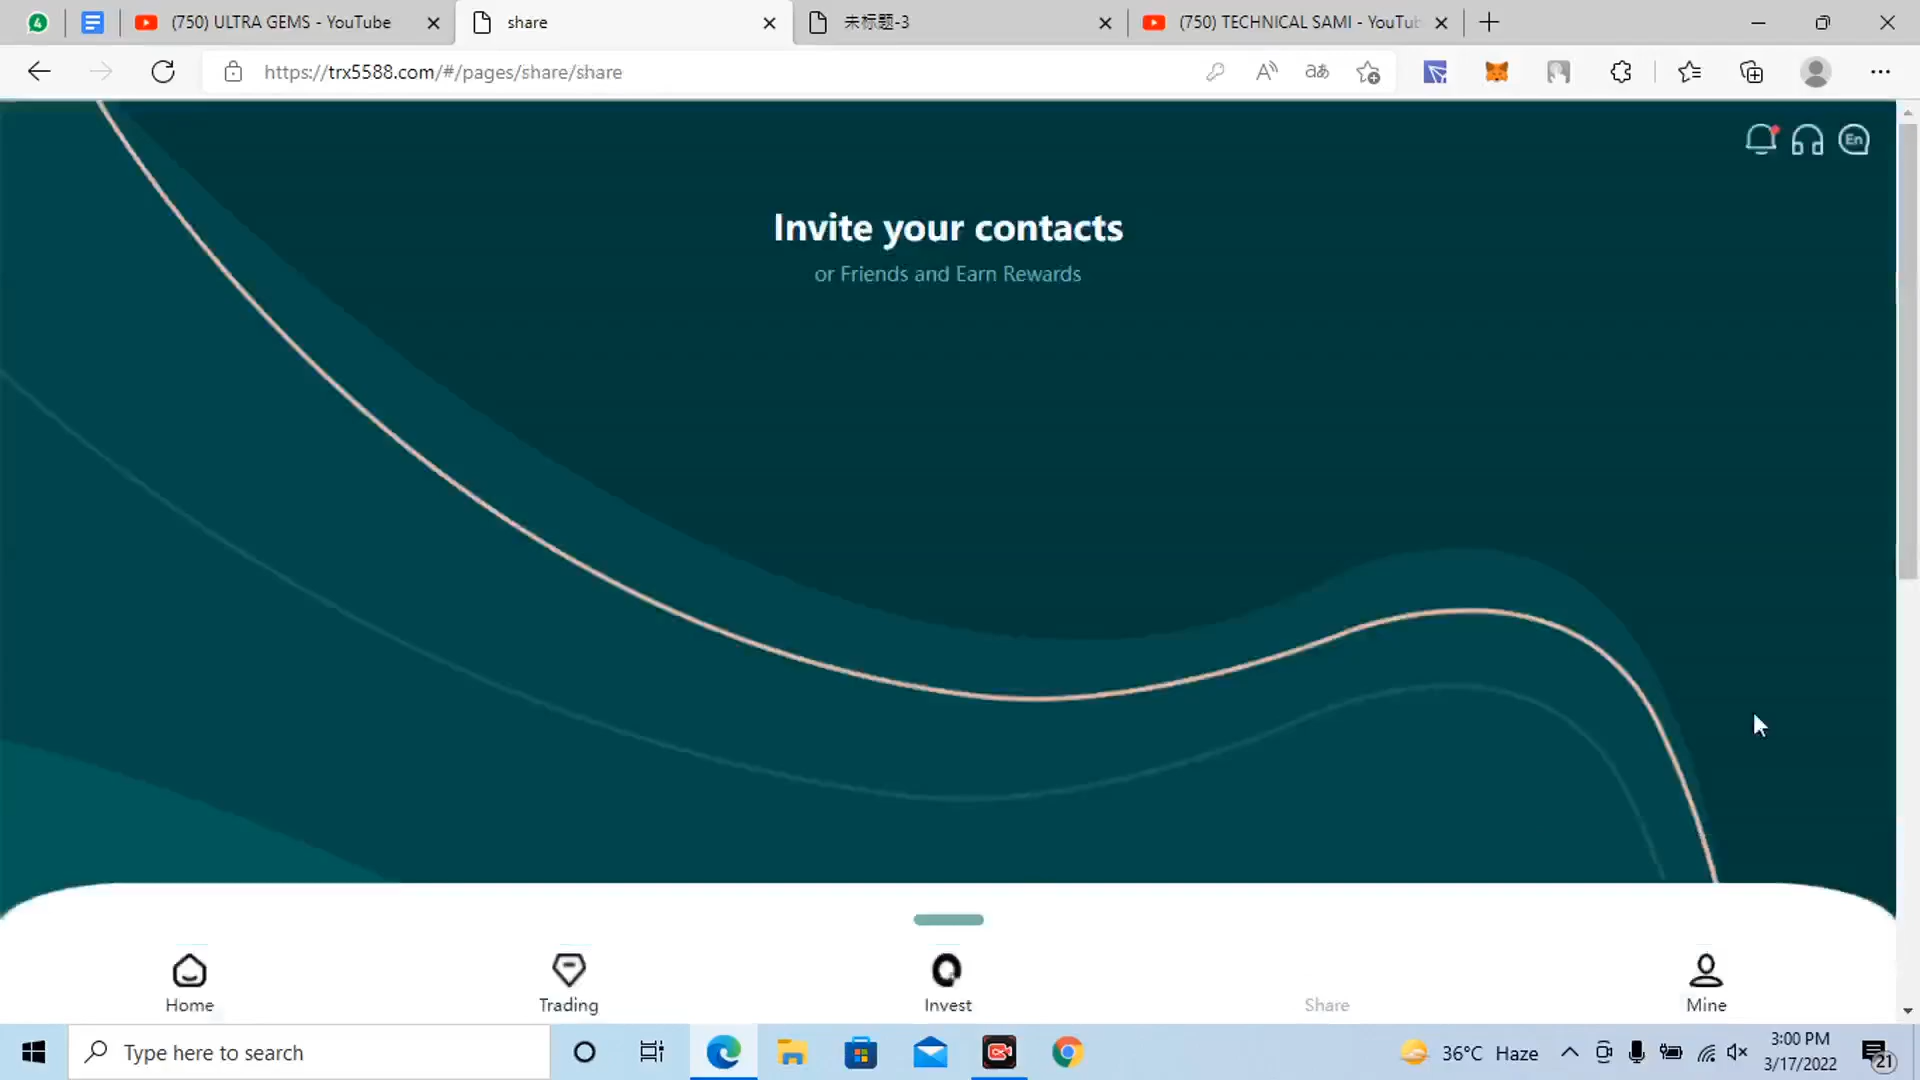 4
(750) ULTRA GEMS - YouTube
share
未标题-3
(750) TECHNICAL SAMI - YouTub
https://trx5588.com/#/pages/share/share
En
Invite your contacts
or Friends and Earn Rewards
Home
Trading
Invest
Share
Mine
Type here to search
36°C Haze
3:00 PM
3/17/2022
21